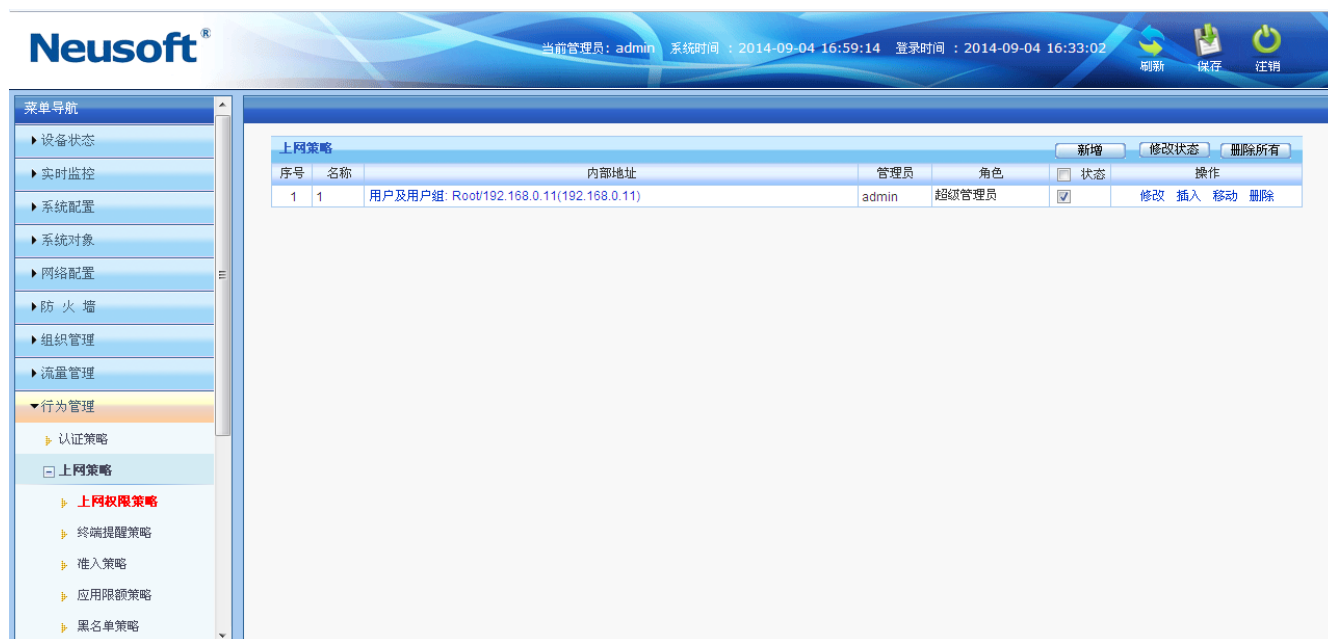 Neusoft®
当前管理员: admin 系统时间 : 2014-09-04 16:59:14 登录时间 : 2014-09-04 16:33:02
刷新 保存 注销
菜单导航
设备状态
实时监控
系统配置
系统对象
网络配置
防 火 墙
组织管理
流量管理
行为管理
认证策略
上网策略
上网权限策略
终端提醒策略
准入策略
应用限额策略
黑名单策略
上网策略 新增 修改状态 删除所有
序号 名称 内部地址 管理员 角色 状态 操作
1 1 用户及用户组: Root/192.168.0.11(192.168.0.11) admin 超级管理员 修改 插入 移动 删除